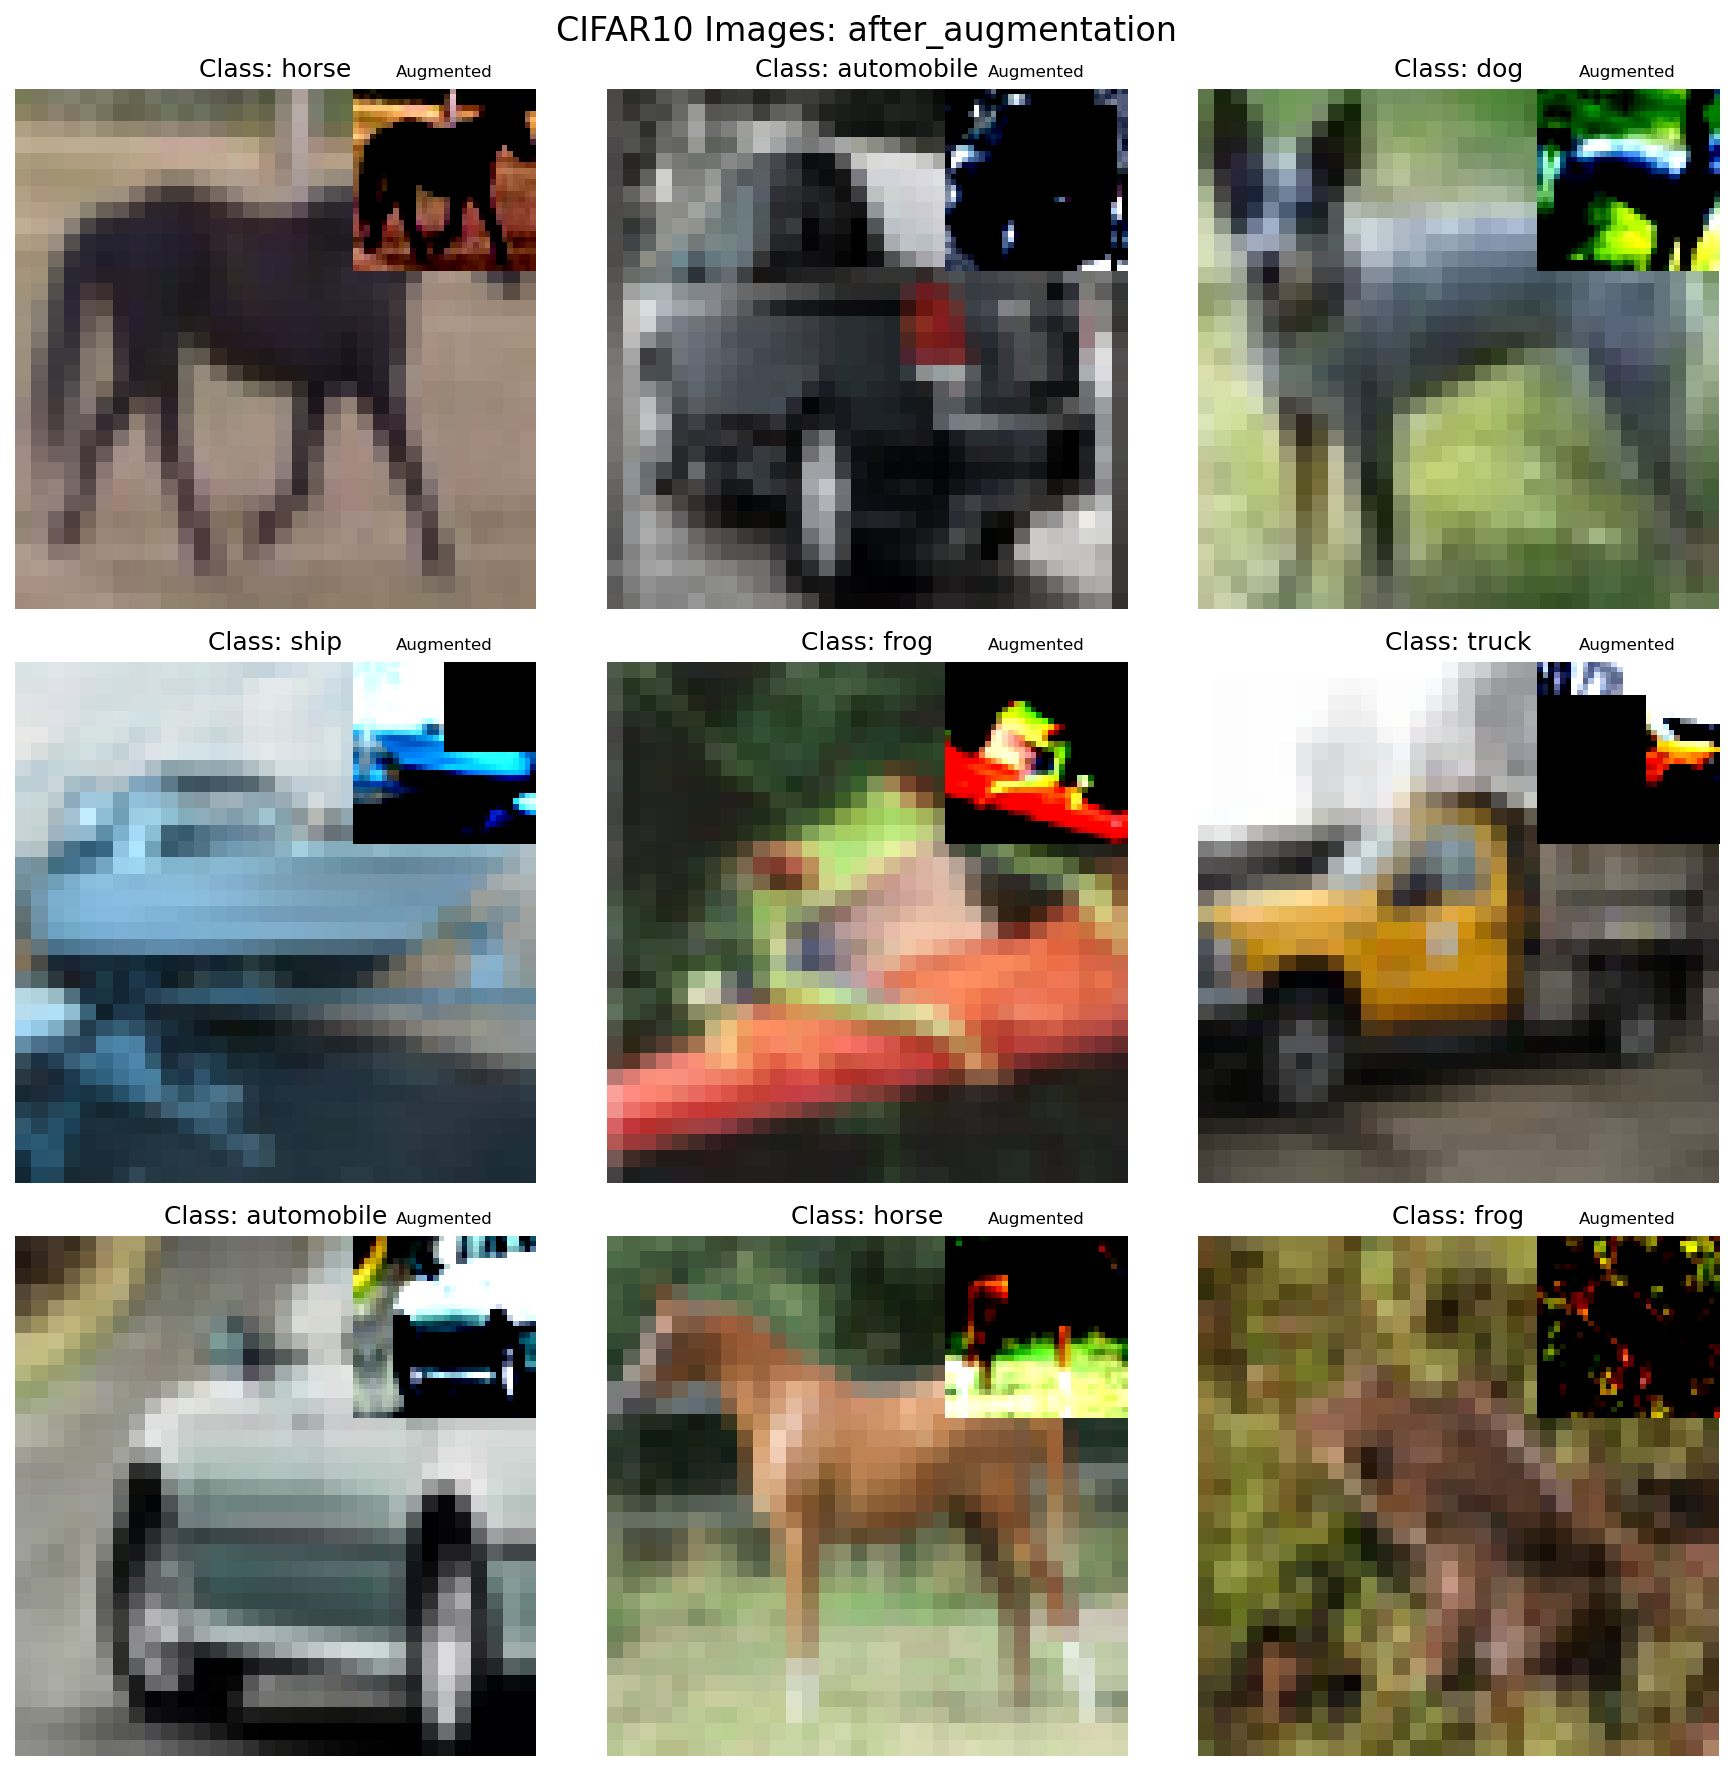 CIFAR10 Images: after_augmentation
Class: horse
Augmented
Class: automobile
Augmented
Class: dog
Augmented
Class: ship
Augmented
Class: frog
Augmented
Class: truck
Augmented
Class: automobile
Augmented
Class: horse
Augmented
Class: frog
Augmented